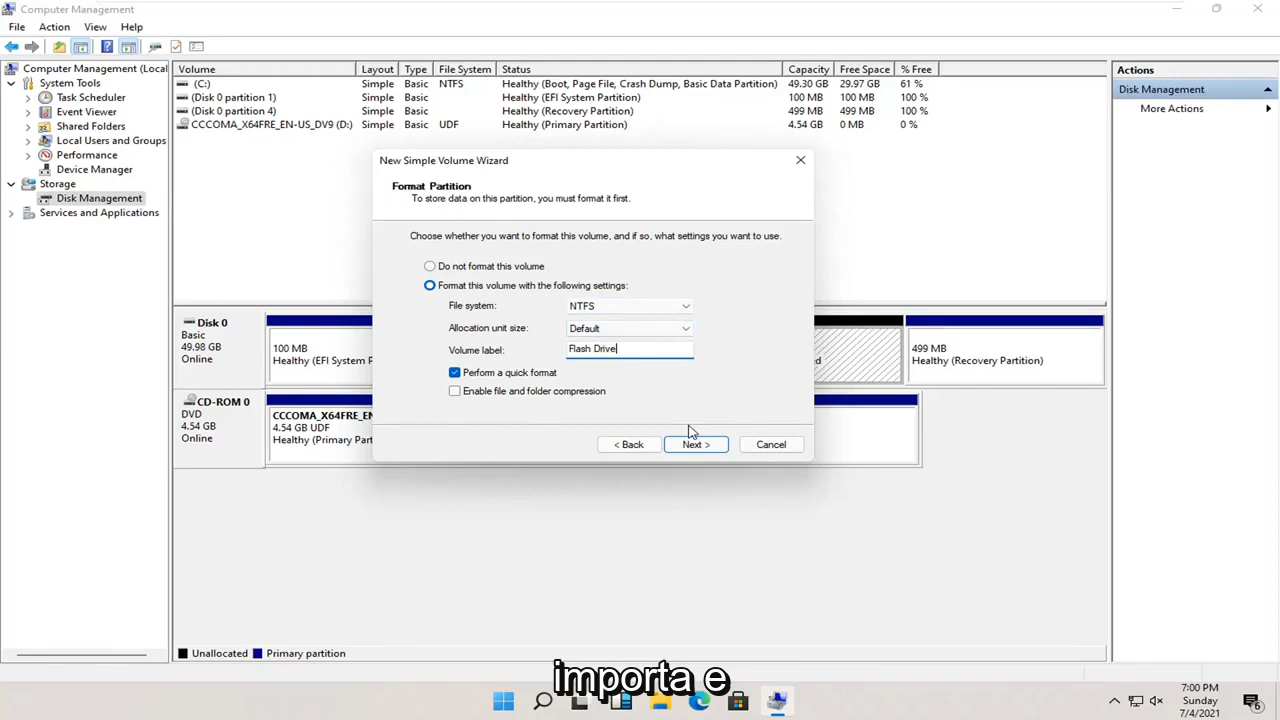 Computer Management
File Action View Help
Computer Management (Local
System Tools
Task Scheduler
Event Viewer
Shared Folders
Local Users and Groups
Performance
Device Manager
Storage
Disk Management
Services and Applications
Volume Layout Type File System Status Capacity Free Space % Free
(C:) Simple Basic NTFS Healthy (Boot, Page File, Crash Dump, Basic Data Partition) 49.30 GB 29.97 GB 61 %
(Disk 0 partition 1) Simple Basic Healthy (EFI System Partition) 100 MB 100 MB 100 %
(Disk 0 partition 4) Simple Basic Healthy (Recovery Partition) 499 MB 499 MB 100 %
CCCOMA_X64FRE_EN-US_DV9 (D:) Simple Basic UDF Healthy (Primary Partition) 4.54 GB 0 MB 0 %
Actions
Disk Management
More Actions
New Simple Volume Wizard
Format Partition
To store data on this partition, you must format it first.
Choose whether you want to format this volume, and if so, what settings you want to use.
Do not format this volume
Format this volume with the following settings:
File system: NTFS
Allocation unit size: Default
Volume label: Flash Drive
Perform a quick format
Enable file and folder compression
< Back Next > Cancel
Disk 0
Basic
49.98 GB
Online
100 MB
Healthy (EFI System P
d
499 MB
Healthy (Recovery Partition)
CD-ROM 0
DVD
4.54 GB
Online
CCCOMA_X64FRE_EN
4.54 GB UDF
Healthy (Primary Part
Unallocated Primary partition
importa e
7:00 PM
Sunday
7/4/2021
6